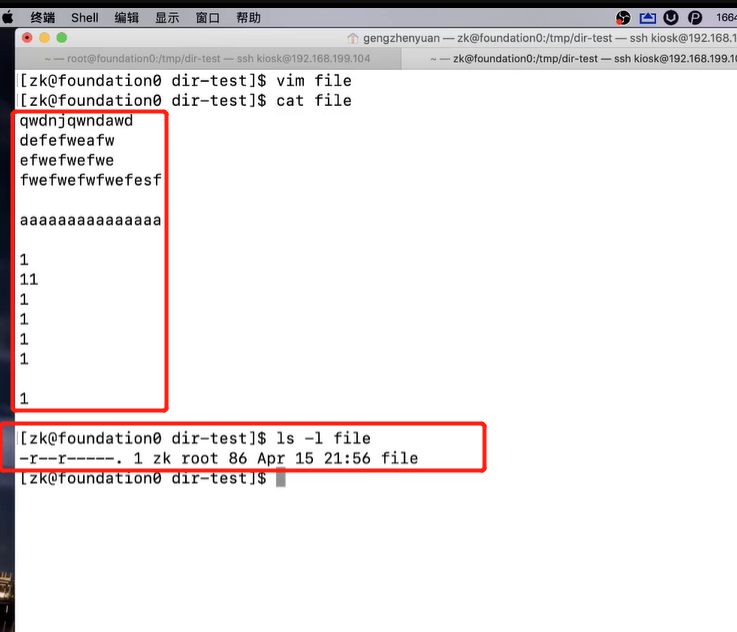 终端 Shell 编辑 显示 窗口 帮助 1664
gengzhenyuan — zk@foundation0:/tmp/dir-test — ssh kiosk@192.168.199.1
~ — root@foundation0:/tmp/dir-test — ssh kiosk@192.168.199.104
~ — zk@foundation0:/tmp/dir-test — ssh kiosk@192.168.199.10
[zk@foundation0 dir-test]$ vim file
[zk@foundation0 dir-test]$ cat file
qwdnjqwndawd
defefweafw
efwefwefwe
fwefwefwfwefesf
aaaaaaaaaaaaaaa
1
11
1
1
1
1
1
[zk@foundation0 dir-test]$ ls -l file
-r--r-----. 1 zk root 86 Apr 15 21:56 file
[zk@foundation0 dir-test]$